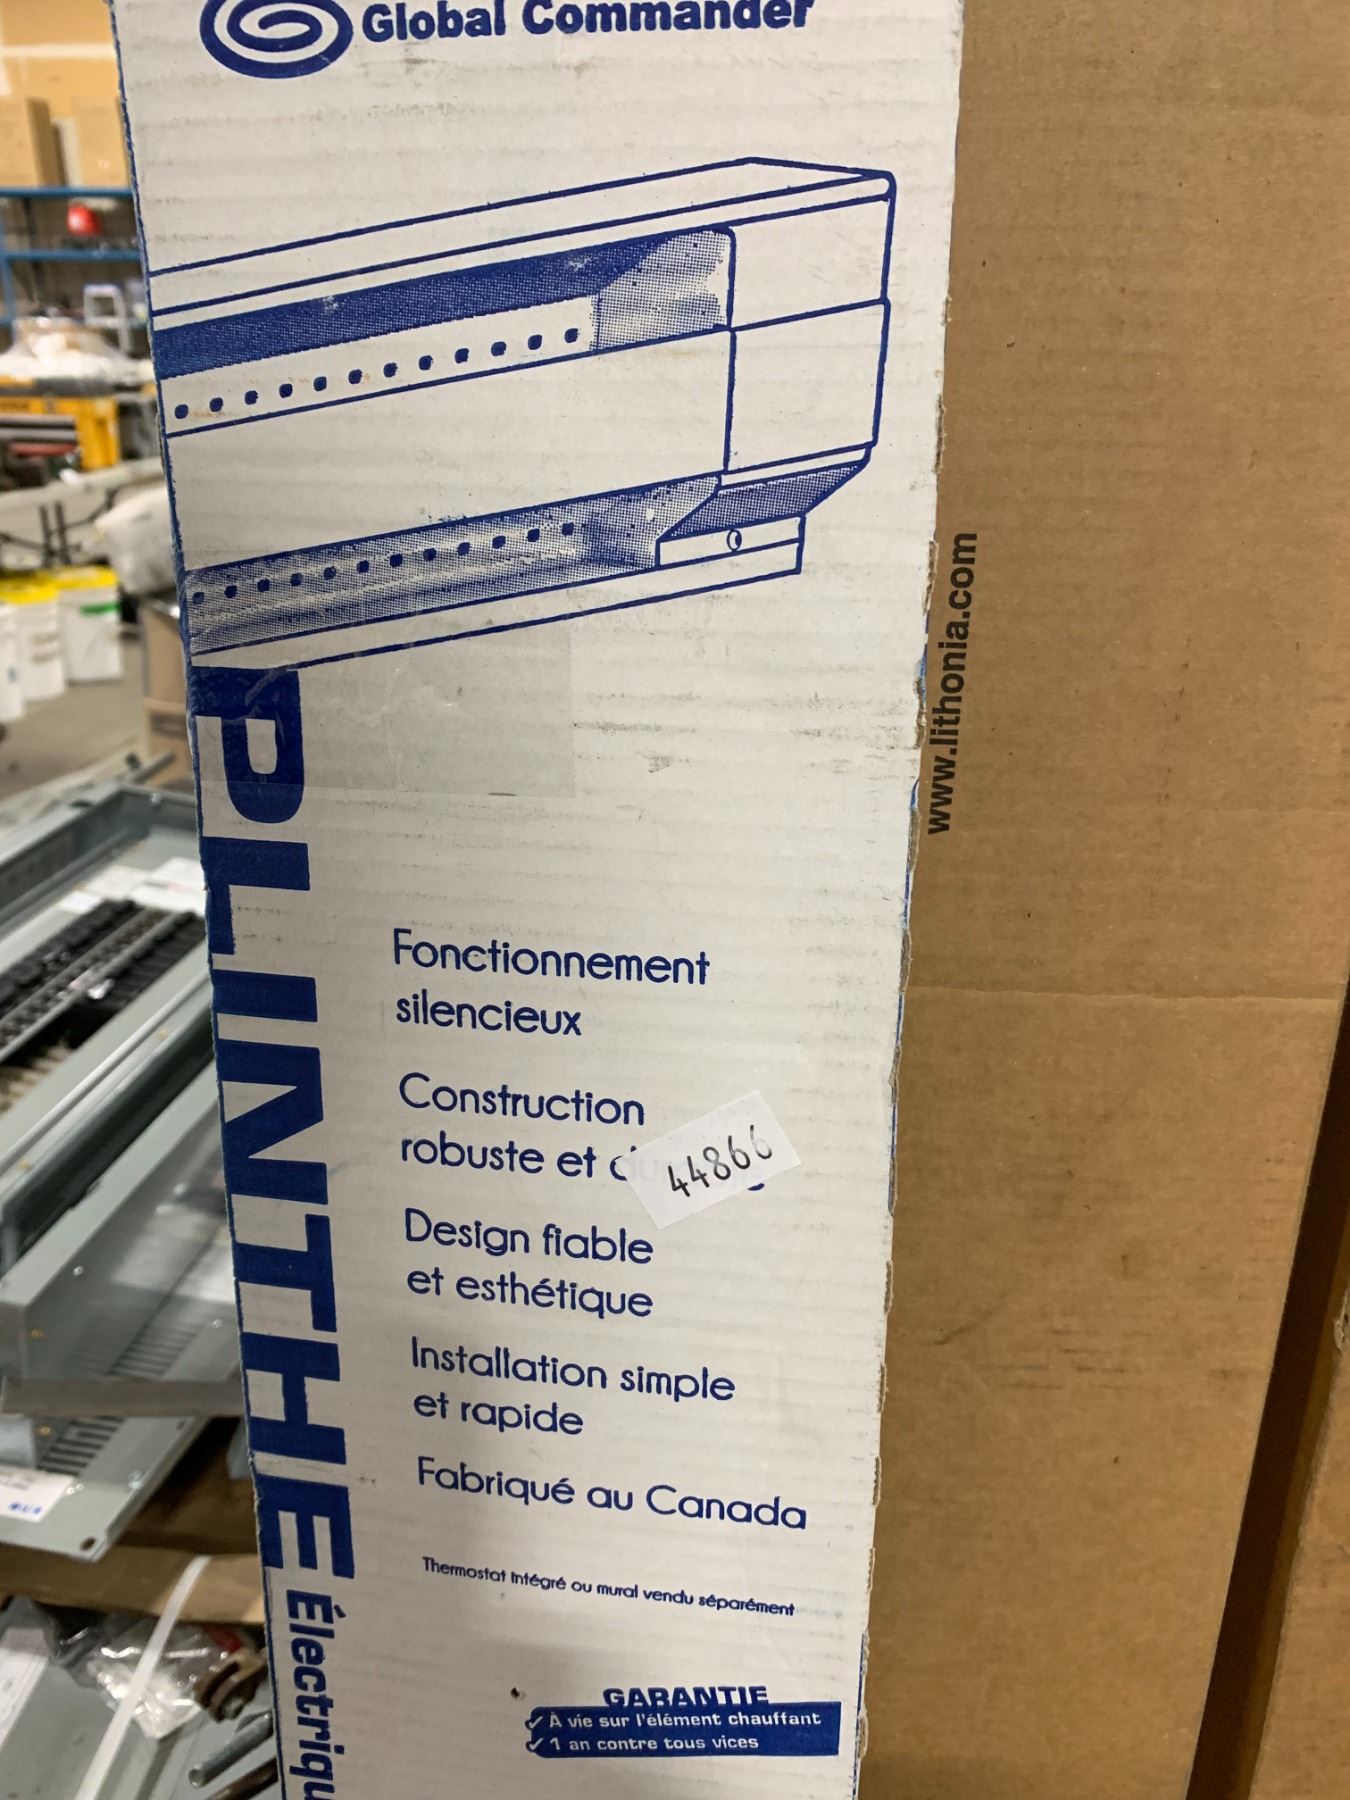 Global Commander
PLINTHE Électriqu
Fonctionnement
silencieux
Construction
robuste et
44866
Design fiable
et esthétique
Installation simple
et rapide
Fabriqué au Canada
Thermostat Intégré ou mural vendu séparément
GARANTIE
✓ À vie sur l'élément chauffant
✓ 1 an contre tous vices
www.lithonia.com